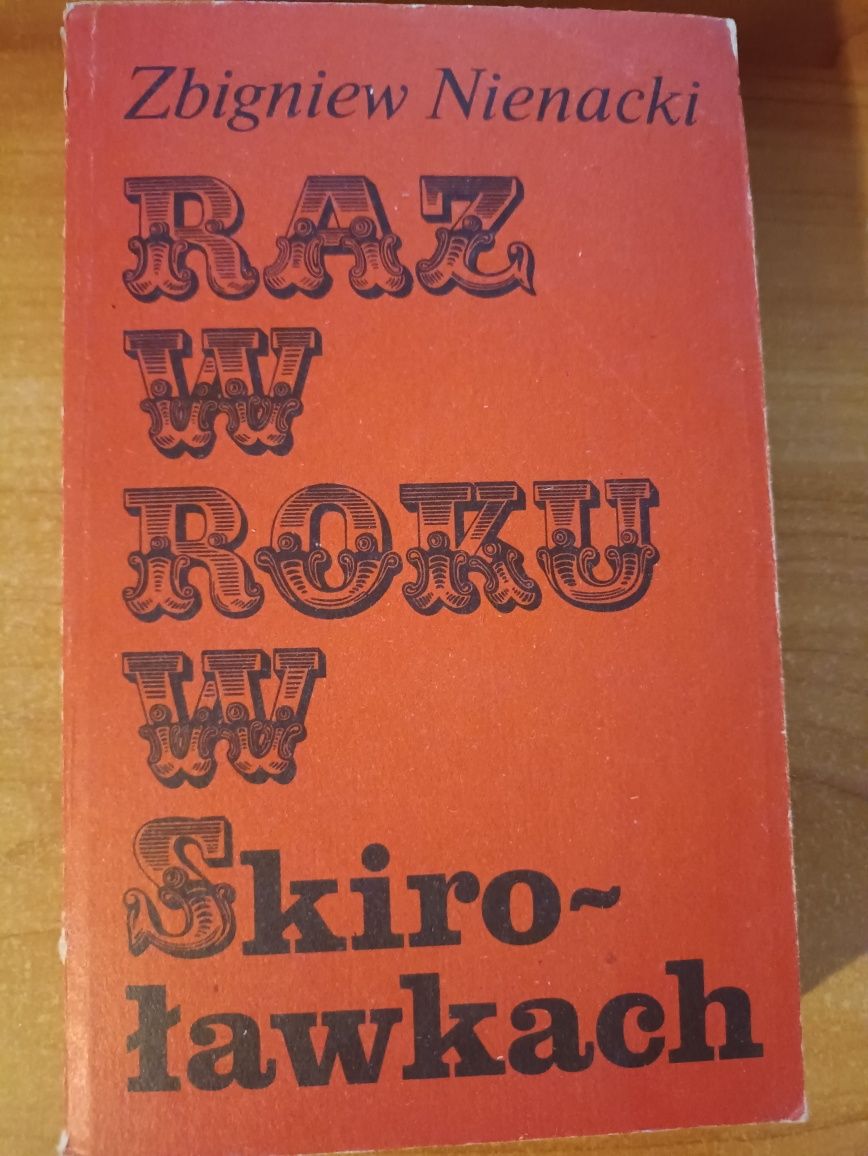 Zbigniew Nienacki
RAZ
W
ROKU
W
Skiro~
ławkach